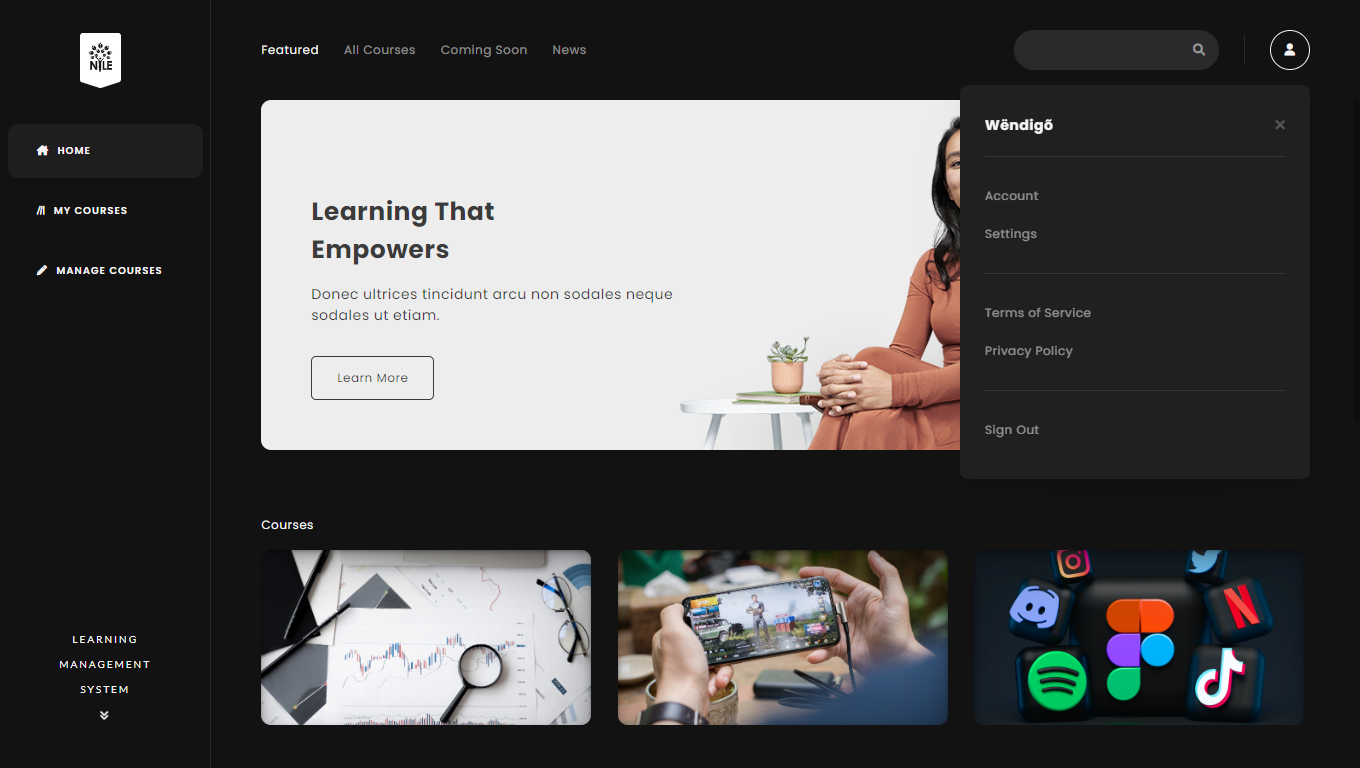 NILE
Featured
All Courses
Coming Soon
News
HOME
MY COURSES
MANAGE COURSES
Learning That
Empowers
Donec ultrices tincidunt arcu non sodales neque
sodales ut etiam.
Learn More
Wëndigõ
Account
Settings
Terms of Service
Privacy Policy
Sign Out
Courses
LEARNING
MANAGEMENT
SYSTEM